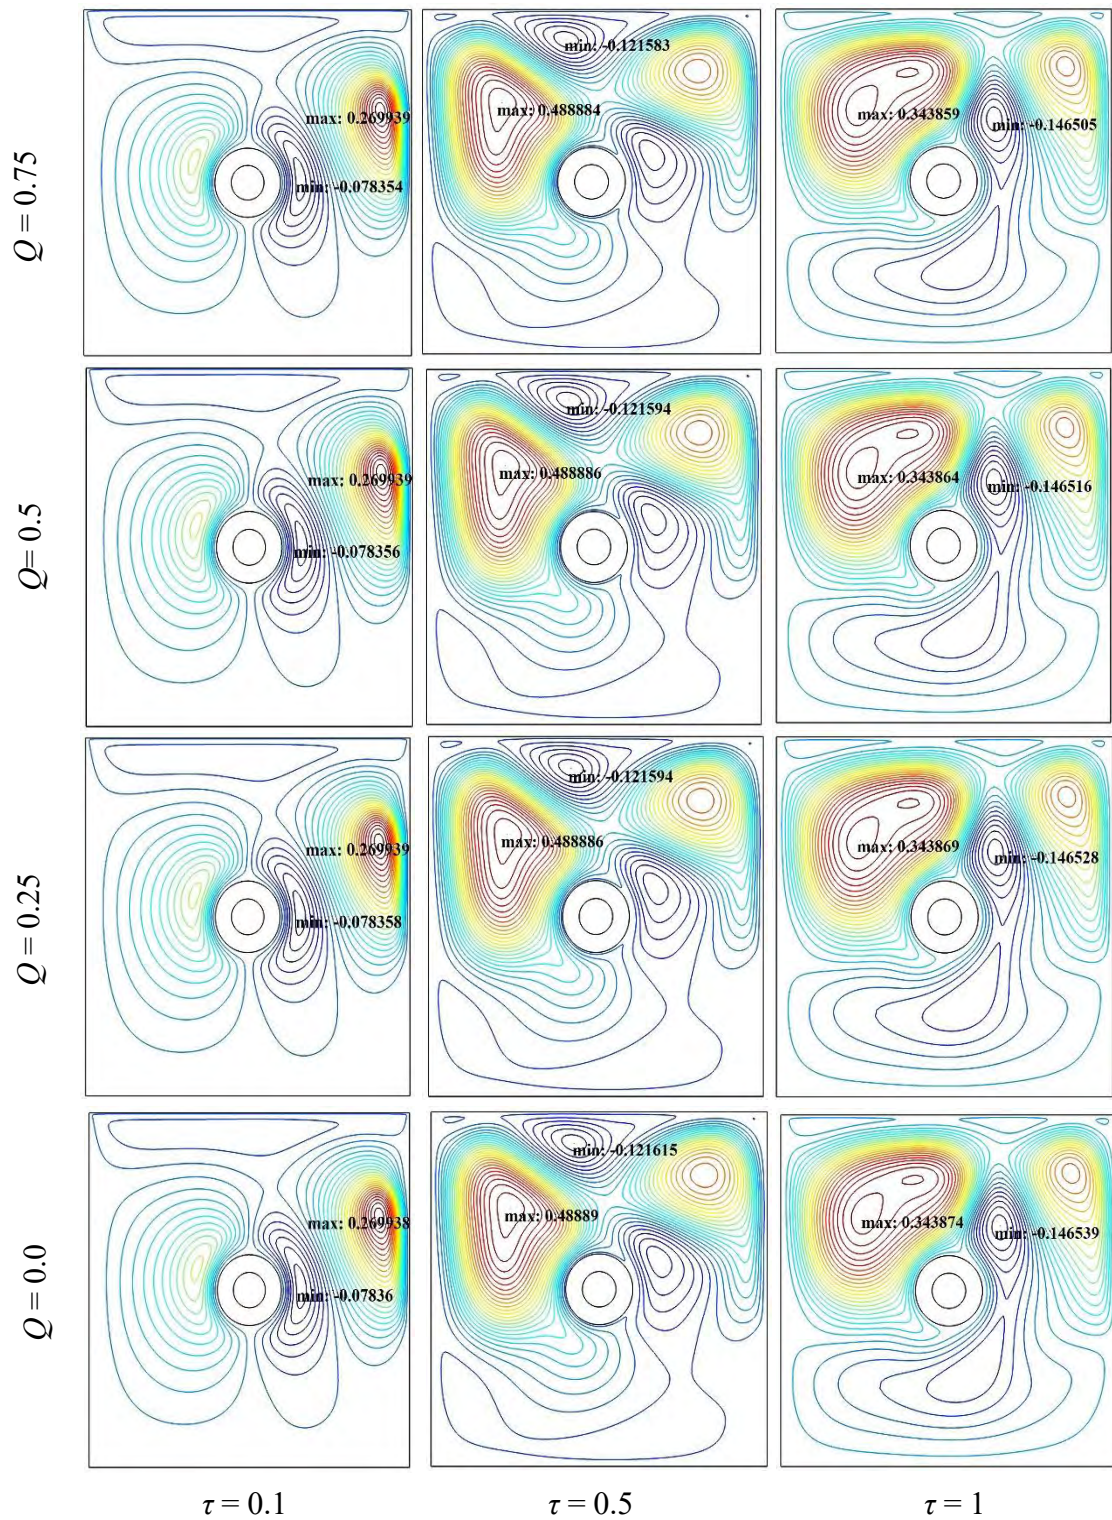 Q = 0.75
min: -0.121583
max: 0.269939
max: 0.488884
max: 0.343859
min: -0.146505
min: -0.078354
Q= 0.5
min: -0.121594
max: 0.269939
max: 0.488886
max: 0.343864
min: -0.146516
min: -0.078356
Q = 0.25
min: -0.121594
max: 0.269939
max: 0.488886
max: 0.343869
min: -0.146528
min: -0.078358
Q = 0.0
min: -0.121615
max: 0.269938
max: 0.48889
max: 0.343874
min: -0.146539
min: -0.07836
τ = 0.1
τ = 0.5
τ = 1